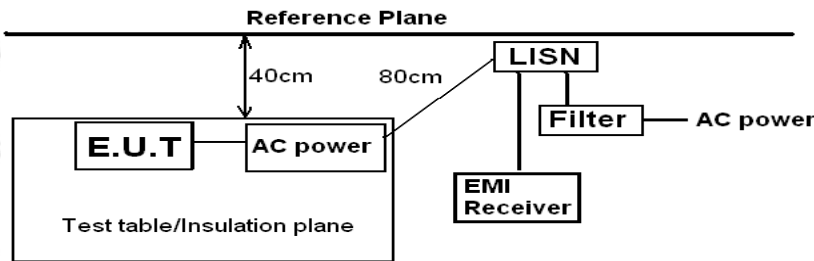 Reference Plane
LISN
40cm
80cm
Filter
AC power
E.U.T
AC power
EMI
Receiver
Test table/Insulation plane